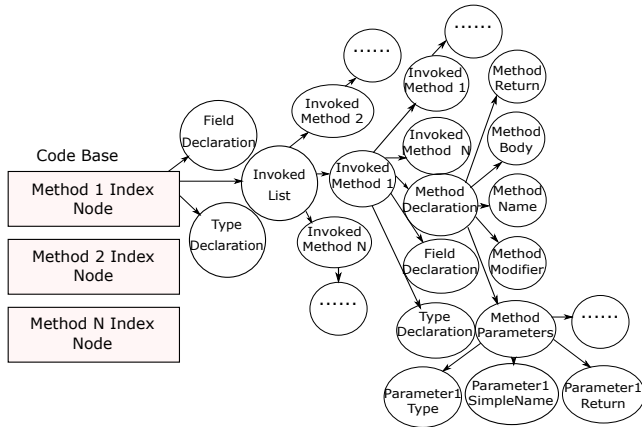 Code Base
Method 1 Index
Node
Method 2 Index
Node
Method N Index
Node
Field
Declaration
Type
Declaration
Invoked
List
......
Invoked
Method 2
Invoked
Method 1
Invoked
Method N
......
......
Invoked
Method 1
Invoked
Method N
Method
Declaration
Field
Declaration
Type
Declaration
Method
Return
Method
Body
Method
Name
Method
Modifier
Method
Parameters
......
Parameter1
Type
Parameter1
SimpleName
Parameter1
Return